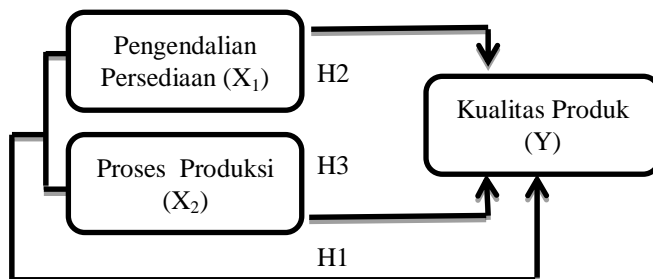 Pengendalian
Persediaan (X₁)
H2
Kualitas Produk
(Y)
Proses Produksi
(X₂)
H3
H1